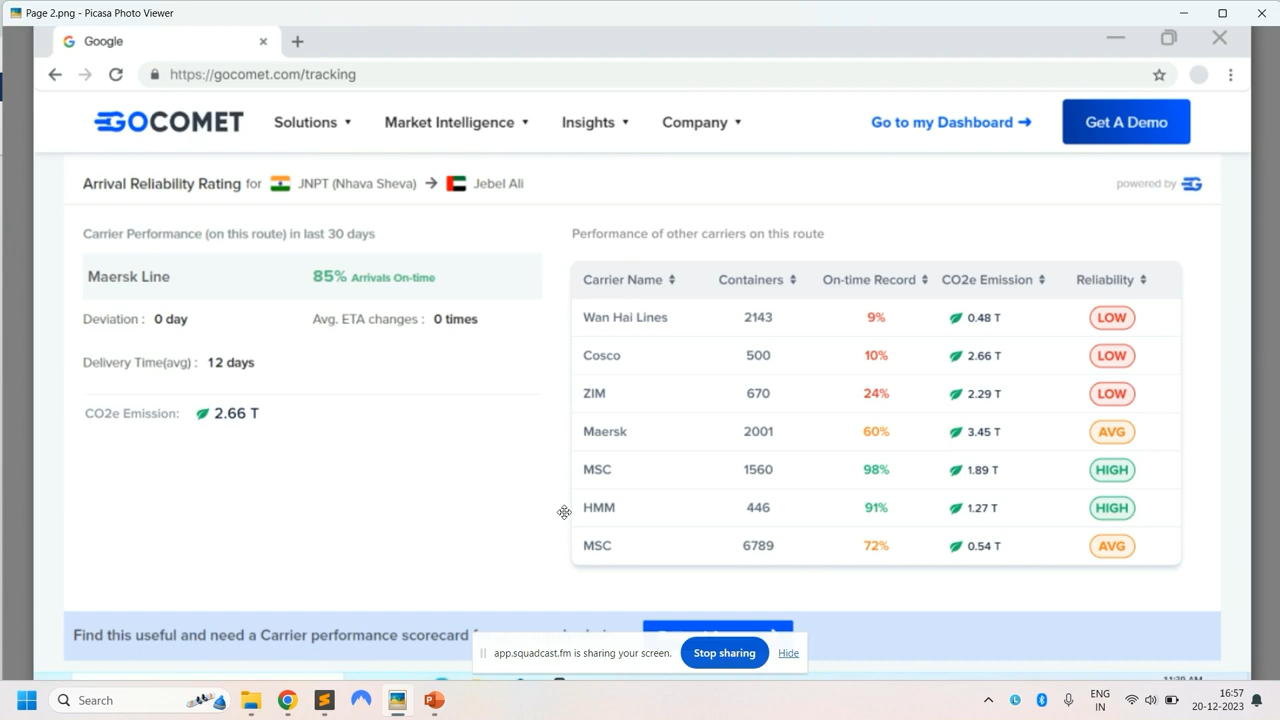 Page 2.png - Picasa Photo Viewer
Google
https://gocomet.com/tracking
GOCOMET Solutions Market Intelligence Insights Company Go to my Dashboard → Get A Demo
Arrival Reliability Rating for JNPT (Nhava Sheva) → Jebel Ali powered by
Carrier Performance (on this route) in last 30 days
Maersk Line 85% Arrivals On-time
Deviation : 0 day Avg. ETA changes : 0 times
Delivery Time(avg) : 12 days
CO2e Emission: 2.66 T
Performance of other carriers on this route
Carrier Name Containers On-time Record CO2e Emission Reliability
Wan Hai Lines 2143 9% 0.48 T LOW
Cosco 500 10% 2.66 T LOW
ZIM 670 24% 2.29 T LOW
Maersk 2001 60% 3.45 T AVG
MSC 1560 98% 1.89 T HIGH
HMM 446 91% 1.27 T HIGH
MSC 6789 72% 0.54 T AVG
Find this useful and need a Carrier performance scorecard
app.squadcast.fm is sharing your screen. Stop sharing Hide
Search
ENG
IN
16:57
20-12-2023